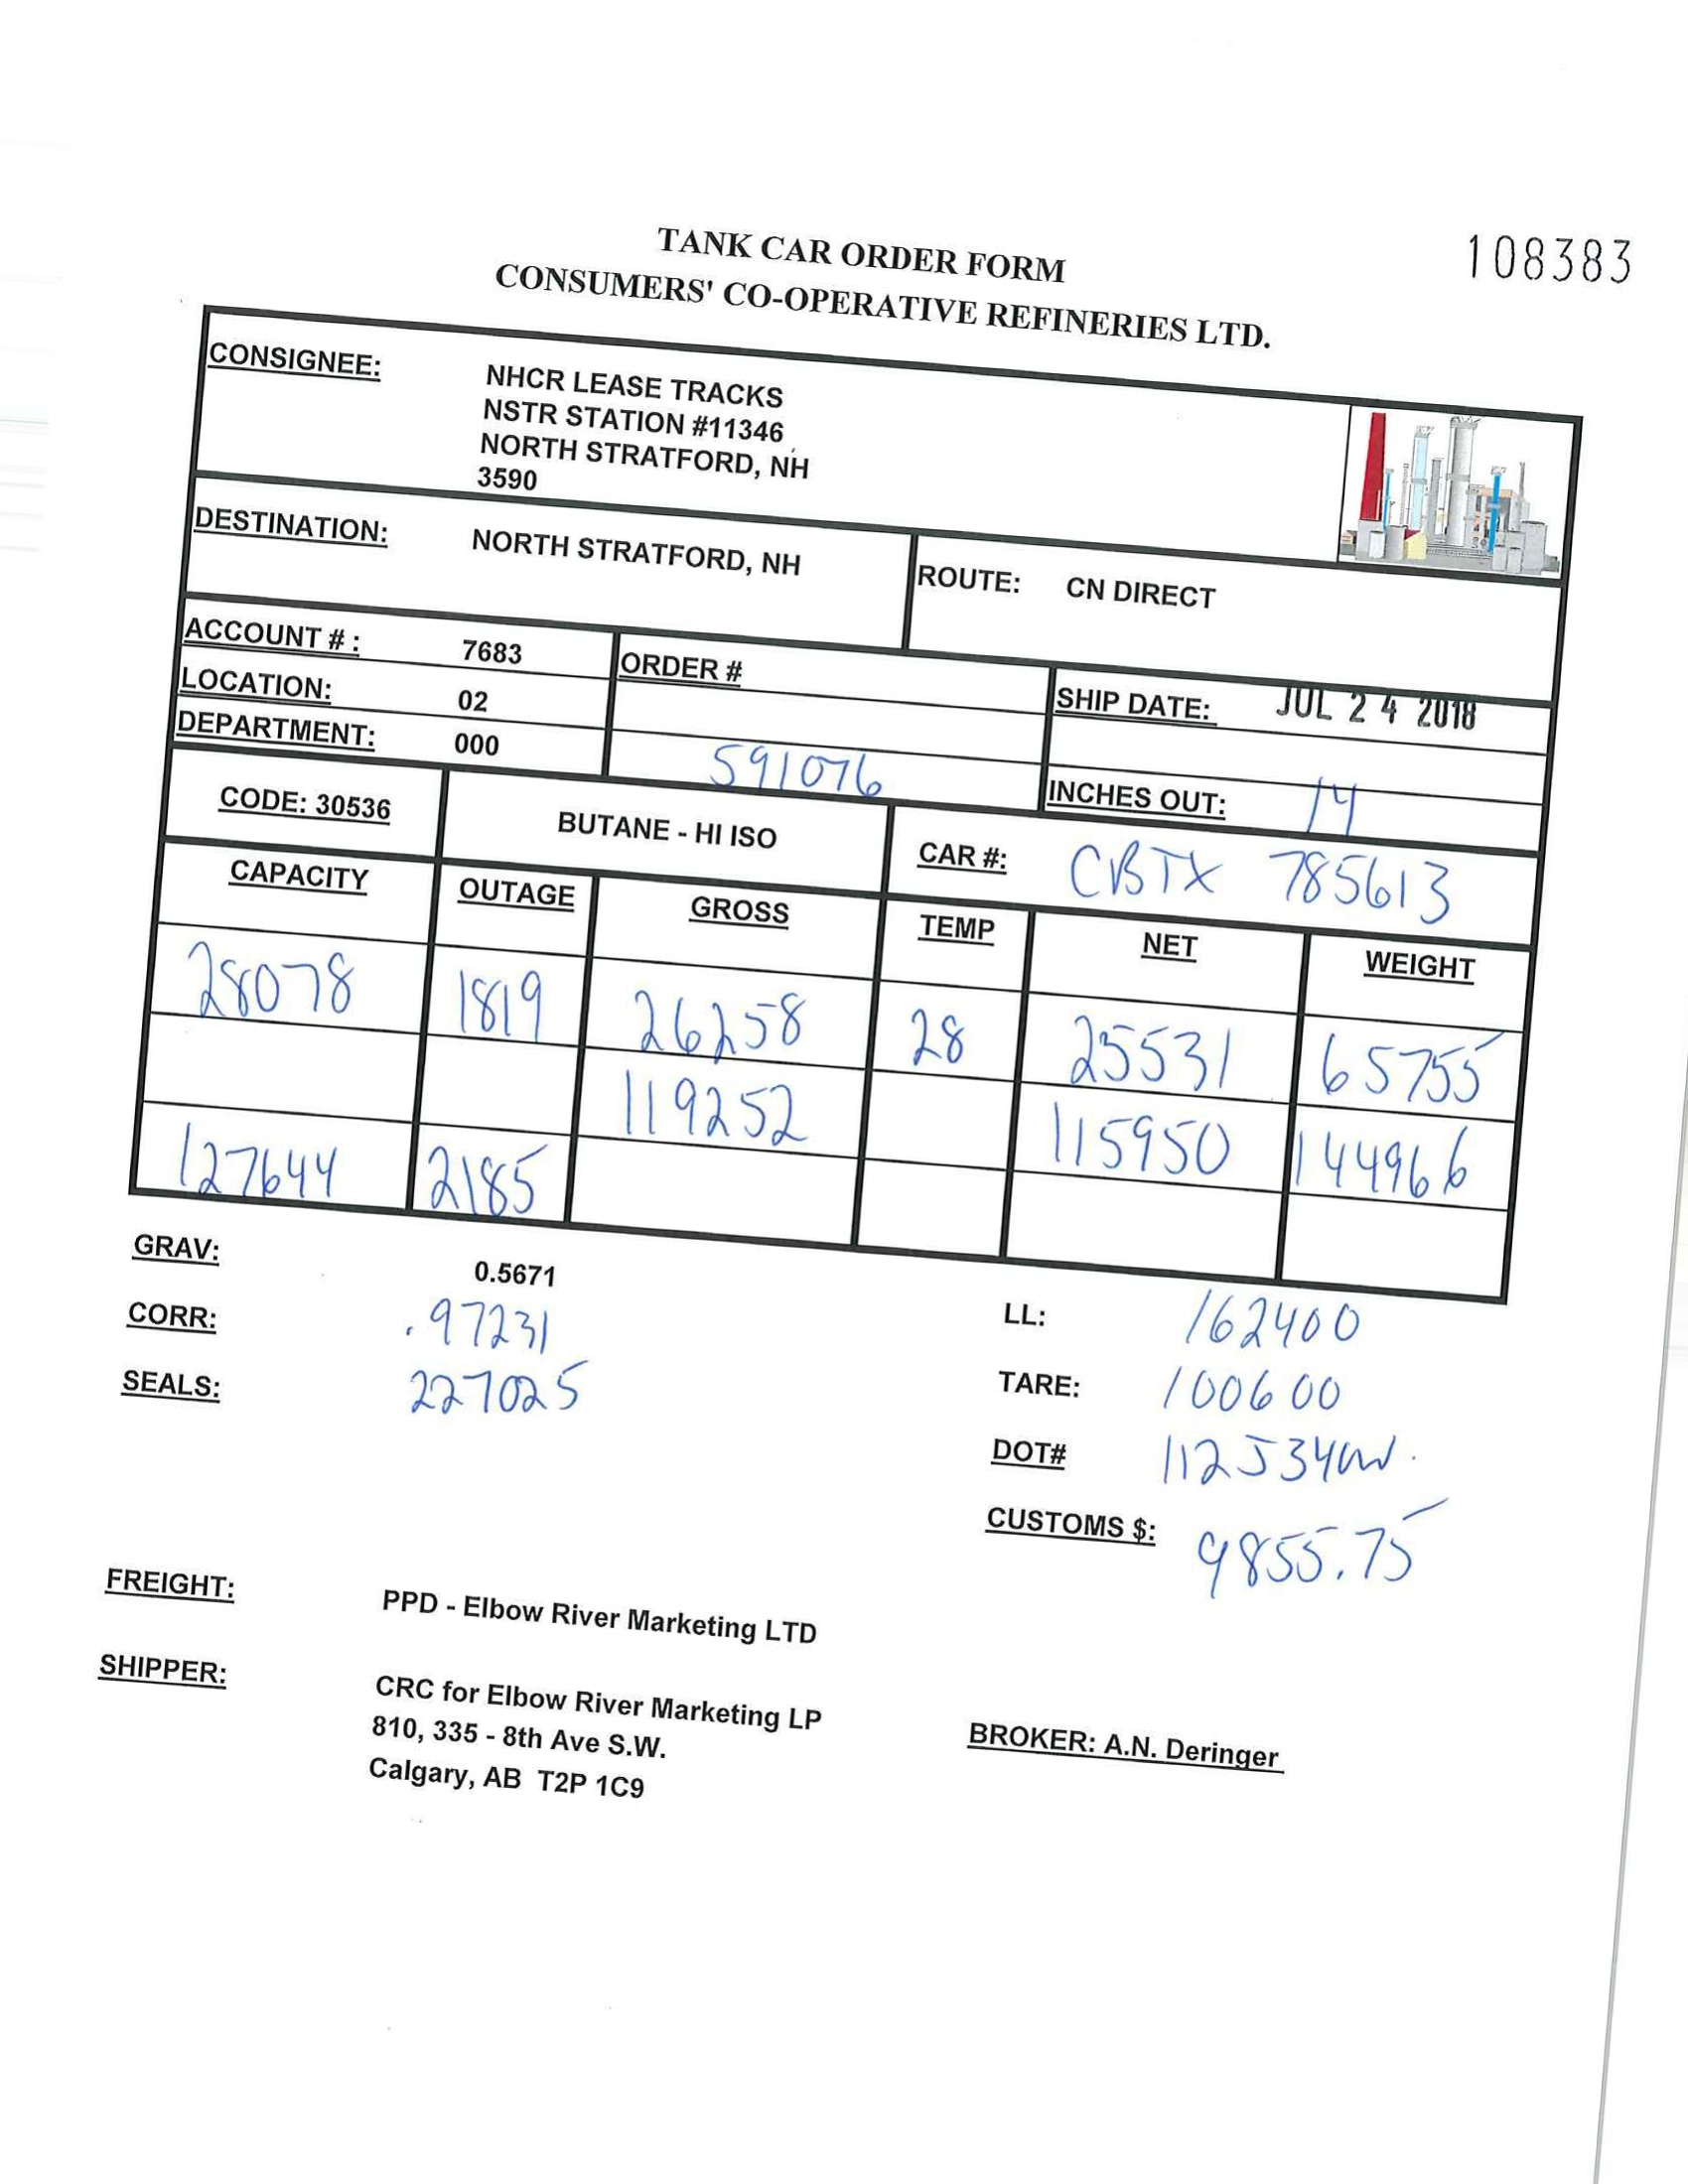 108383
TANK CAR ORDER FORM
CONSUMERS' CO-OPERATIVE REFINERIES LTD.
CONSIGNEE: NHCR LEASE TRACKS
NSTR STATION #11346
NORTH STRATFORD, NH
3590
DESTINATION: NORTH STRATFORD, NH ROUTE: CN DIRECT
ACCOUNT # : 7683 ORDER # SHIP DATE: JUL 24 2018
LOCATION: 02
DEPARTMENT: 000 591076 INCHES OUT: 14
CODE: 30536 BUTANE - HI ISO CAR #: CBTX 785613
CAPACITY OUTAGE GROSS TEMP NET WEIGHT
28078 1819 26258 28 25531 65755
119252 115950 144966
127644 2185
GRAV: 0.5671
CORR: .97231 LL: 162400
SEALS: 227025 TARE: 100600
DOT# 112J340W.
CUSTOMS $: 9855.75
FREIGHT: PPD - Elbow River Marketing LTD
SHIPPER: CRC for Elbow River Marketing LP
810, 335 - 8th Ave S.W. BROKER: A.N. Deringer
Calgary, AB T2P 1C9